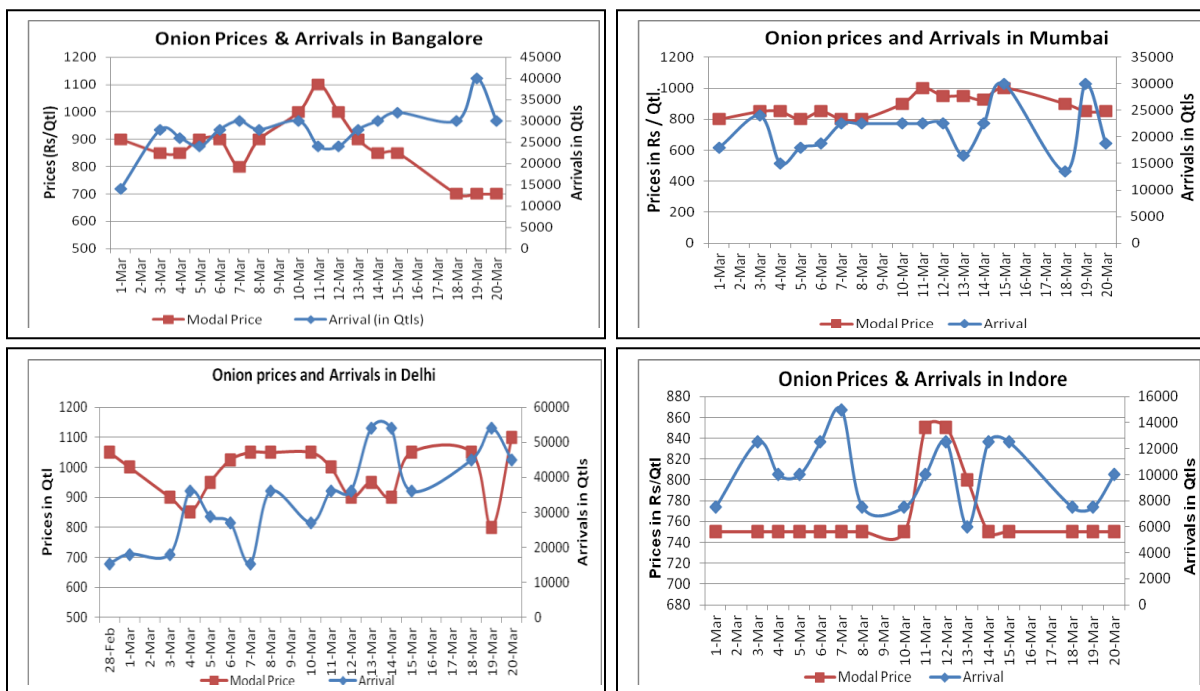 Onion Prices & Arrivals in Bangalore
Prices (Rs/Qtl)
1200
1100
1000
900
800
700
600
500
45000
40000
35000
30000
25000
20000
15000
10000
5000
0
Arrivals in Qtls
1-Mar
2-Mar
3-Mar
4-Mar
5-Mar
6-Mar
7-Mar
8-Mar
9-Mar
10-Mar
11-Mar
12-Mar
13-Mar
14-Mar
15-Mar
16-Mar
17-Mar
18-Mar
19-Mar
20-Mar
Modal Price Arrival (in Qtls)
Onion prices and Arrivals in Mumbai
Prices in Rs / Qtl.
1200
1000
800
600
400
200
0
35000
30000
25000
20000
15000
10000
5000
0
Arrivals in Qtls
1-Mar
2-Mar
3-Mar
4-Mar
5-Mar
6-Mar
7-Mar
8-Mar
9-Mar
10-Mar
11-Mar
12-Mar
13-Mar
14-Mar
15-Mar
16-Mar
17-Mar
18-Mar
19-Mar
20-Mar
Modal Price Arrival
Onion prices and Arrivals in Delhi
Prices in Qtl
1200
1100
1000
900
800
700
600
500
60000
50000
40000
30000
20000
10000
0
Arrivals in Qtls
28-Feb
1-Mar
2-Mar
3-Mar
4-Mar
5-Mar
6-Mar
7-Mar
8-Mar
9-Mar
10-Mar
11-Mar
12-Mar
13-Mar
14-Mar
15-Mar
16-Mar
17-Mar
18-Mar
19-Mar
20-Mar
Modal Price Arrival
Onion Prices & Arrivals in Indore
Prices in Rs/Qtl
880
860
840
820
800
780
760
740
720
700
680
16000
14000
12000
10000
8000
6000
4000
2000
0
Arrivals in Qtls
1-Mar
2-Mar
3-Mar
4-Mar
5-Mar
6-Mar
7-Mar
8-Mar
9-Mar
10-Mar
11-Mar
12-Mar
13-Mar
14-Mar
15-Mar
16-Mar
17-Mar
18-Mar
19-Mar
20-Mar
Modal Price Arrival